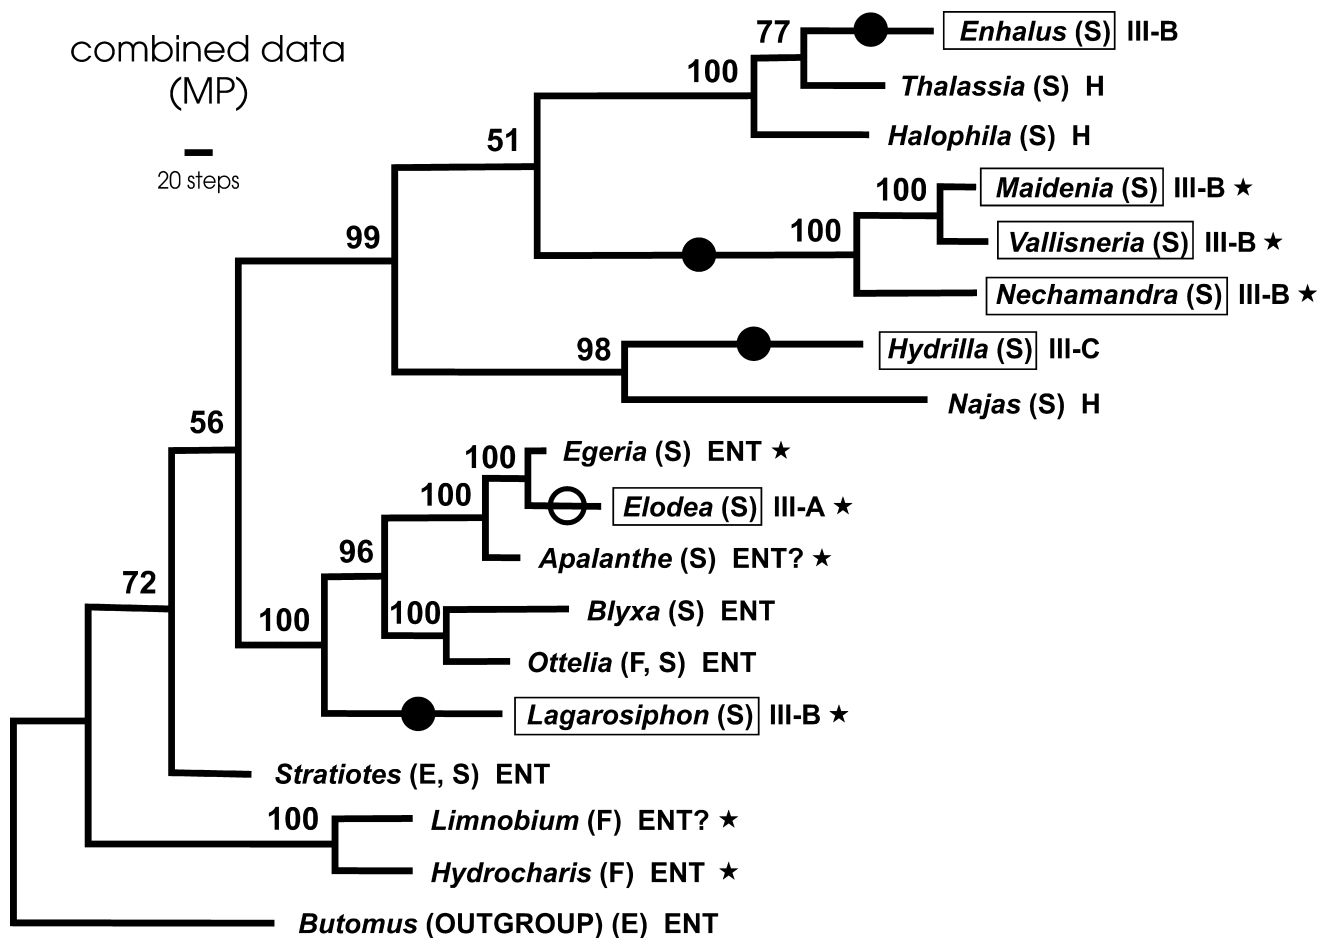 combined data
(MP)
20 steps
77
Enhalus (S) III-B
100
Thalassia (S) H
Halophila (S) H
51
100
Maidenia (S) III-B ★
99
100
Vallisneria (S) III-B ★
Nechamandra (S) III-B ★
98
Hydrilla (S) III-C
Najas (S) H
56
100
Egeria (S) ENT ★
100
Elodea (S) III-A ★
96
Apalanthe (S) ENT? ★
72
100
100
Blyxa (S) ENT
Ottelia (F, S) ENT
Lagarosiphon (S) III-B ★
Stratiotes (E, S) ENT
100
Limnobium (F) ENT? ★
Hydrocharis (F) ENT ★
Butomus (OUTGROUP) (E) ENT